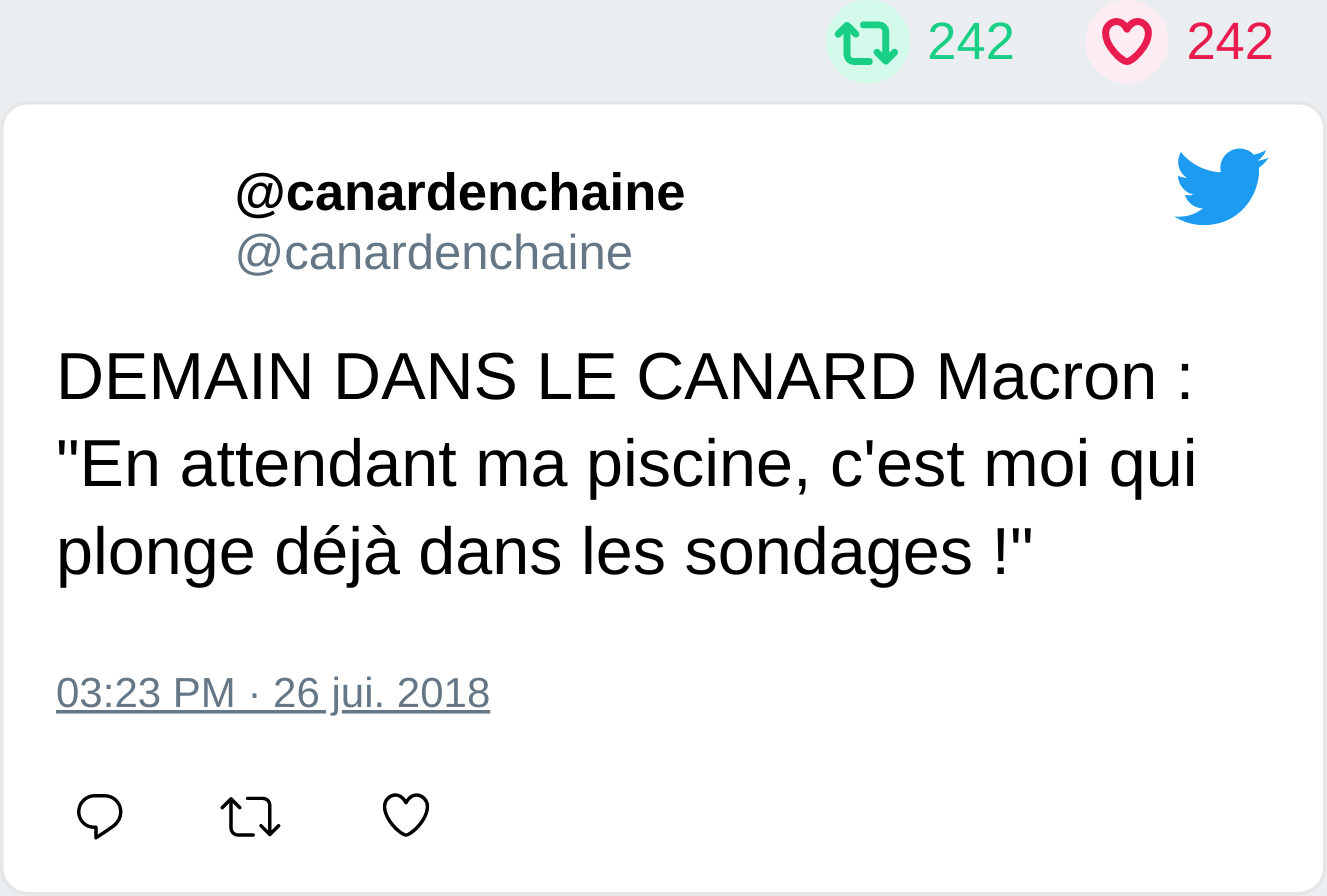 242 242
@canardenchaine
@canardenchaine
DEMAIN DANS LE CANARD Macron :
"En attendant ma piscine, c'est moi qui
plonge déjà dans les sondages !"
03:23 PM · 26 jui. 2018